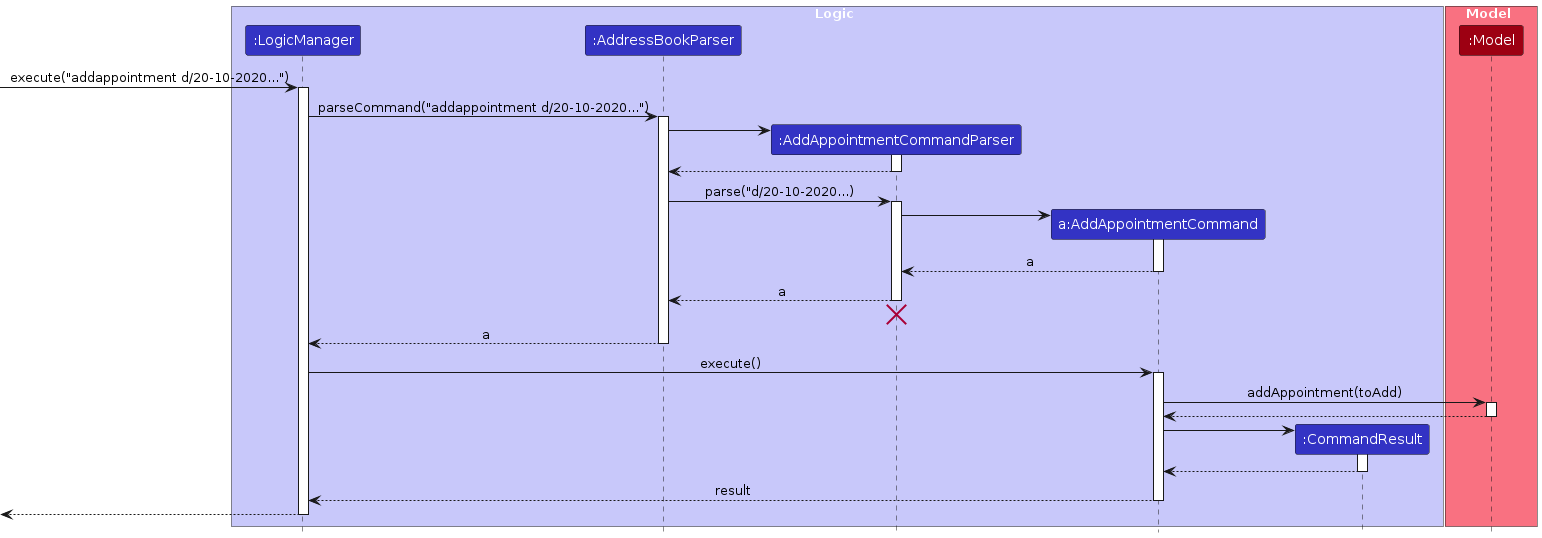 Logic
Model
:LogicManager
:AddressBookParser
:Model
execute("addappointment d/20-10-2020...")
parseCommand("addappointment d/20-10-2020...")
:AddAppointmentCommandParser
parse("d/20-10-2020...)
a:AddAppointmentCommand
a
a
a
execute()
addAppointment(toAdd)
:CommandResult
result